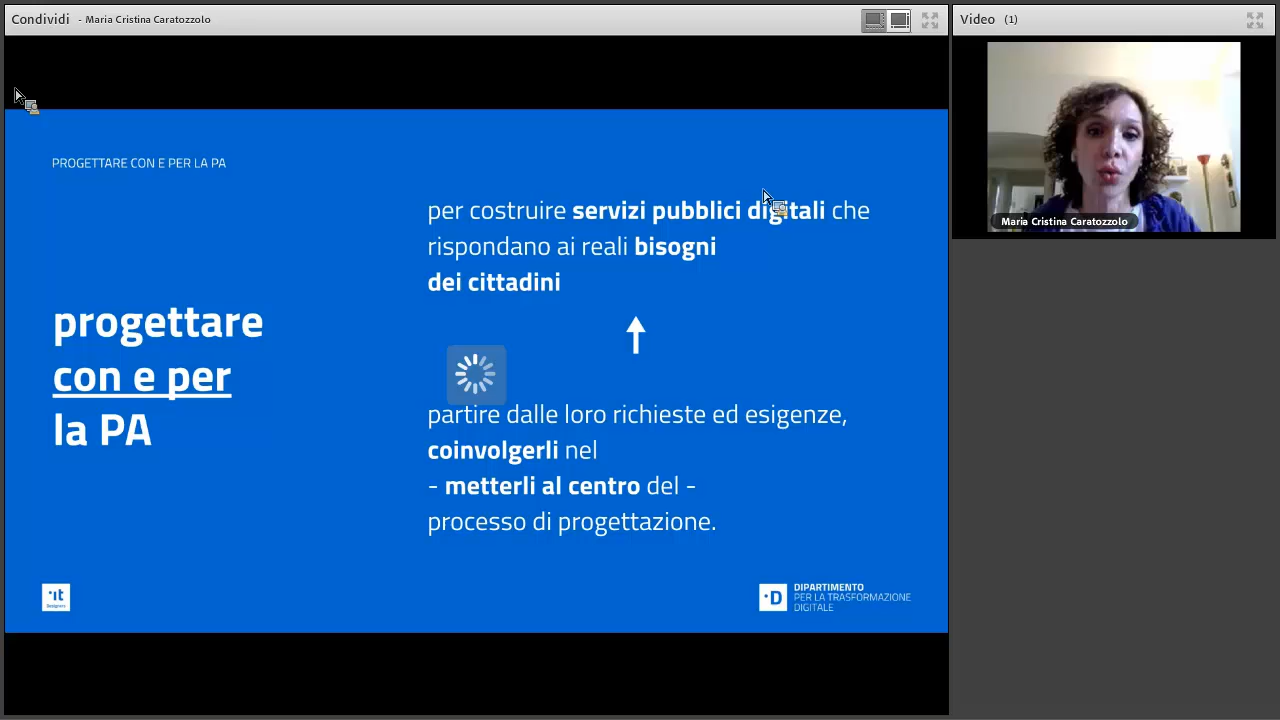 Condividi - Maria Cristina Caratozzolo
Video (1)
PROGETTARE CON E PER LA PA
per costruire servizi pubblici digitali che
rispondano ai reali bisogni
dei cittadini
progettare
con e per
la PA
partire dalle loro richieste ed esigenze,
coinvolgerli nel
- metterli al centro del -
processo di progettazione.
·it
Designers
·D
DIPARTIMENTO
PER LA TRASFORMAZIONE
DIGITALE
Maria Cristina Caratozzolo